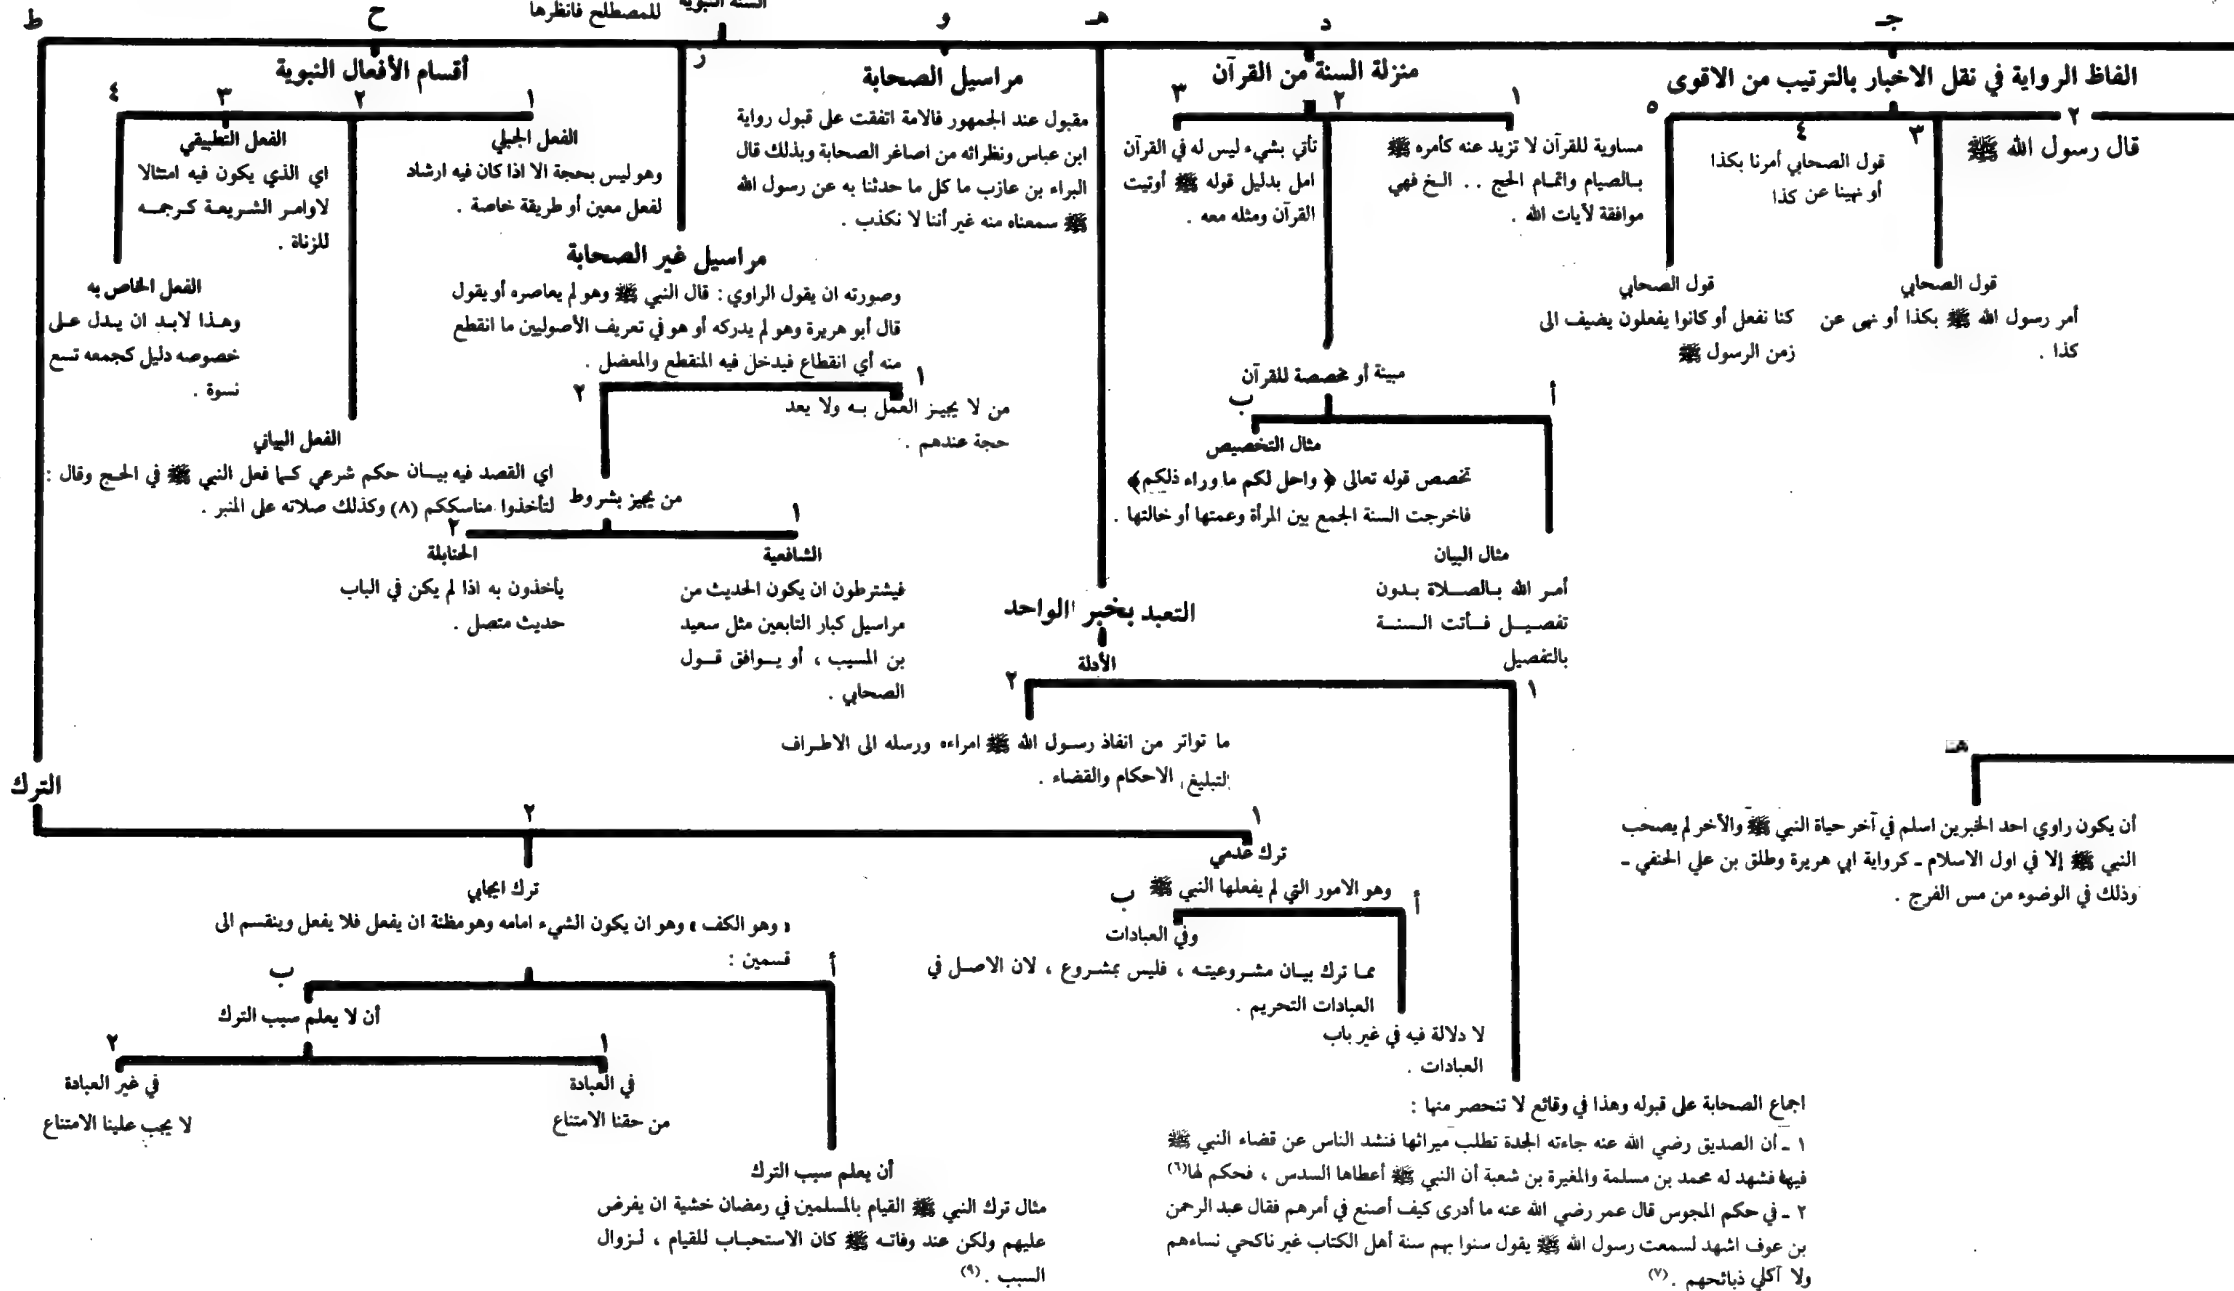 السنة النبوية
للمصطلح فانظرها
جـ
د
هـ
و
ز
ح
ط
الفاظ الرواية في نقل الاخبار بالترتيب من الاقوى
٢
٣
٤
٥
قال رسول الله ﷺ
قول الصحابي أمرنا بكذا
أو نهينا عن كذا
قول الصحابي
أمر رسول الله ﷺ بكذا أو نهى عن
كذا .
قول الصحابي
كنا نفعل أو كانوا يفعلون يضيف الى
زمن الرسول ﷺ
هـ
أن يكون راوي احد الخبرين اسلم في آخر حياة النبي ﷺ والآخر لم يصحب
النبي ﷺ إلا في اول الاسلام ـ كرواية ابي هريرة وطلق بن علي الحنفي ـ
وذلك في الوضوء من مس الفرج .
منزلة السنة من القرآن
١
٢
٣
مساوية للقرآن لا تزيد عنه كأمره ﷺ
بالصيام واتمام الحج . . الخ فهي
موافقة لآيات الله .
تأتي بشيء ليس له في القرآن
امل بدليل قوله ﷺ أوتيت
القرآن ومثله معه .
مبينة أو مخصصة للقرآن
أ
ب
مثال التخصيص
تخصص قوله تعالى ﴿ واحل لكم ما وراء ذلكم ﴾
فاخرجت السنة الجمع بين المرأة وعمتها أو خالتها .
مثال البيان
أمر الله بالصلاة بدون
تفصيل فأتت السنة
بالتفصيل
التعبد بخبر الواحد
الأدلة
١
٢
ما تواتر من انفاذ رسول الله ﷺ امراءه ورسله الى الاطراف
لتبليغ الاحكام والقضاء .
اجماع الصحابة على قبوله وهذا في وقائع لا تنحصر منها :
١ ـ أن الصديق رضي الله عنه جاءته الجدة تطلب ميراثها فنشد الناس عن قضاء النبي ﷺ
فيها فشهد له محمد بن مسلمة والمغيرة بن شعبة أن النبي ﷺ أعطاها السدس ، فحكم لها(٦)
٢ ـ في حكم المجوس قال عمر رضي الله عنه ما أدرى كيف أصنع في أمرهم فقال عبد الرحمن
بن عوف اشهد لسمعت رسول الله ﷺ يقول سنوا بهم سنة أهل الكتاب غير ناكحي نساءهم
ولا آكلي ذبائحهم .(٧)
مراسيل الصحابة
مقبول عند الجمهور فالامة اتفقت على قبول رواية
ابن عباس ونظرائه من اصاغر الصحابة وبذلك قال
البراء بن عازب ما كل ما حدثنا به عن رسول الله
ﷺ سمعناه منه غير أننا لا نكذب .
مراسيل غير الصحابة
وصورته ان يقول الراوي : قال النبي ﷺ وهو لم يعاصره أو يقول
قال أبو هريرة وهو لم يدركه أو هو في تعريف الأصوليين ما انقطع
منه أي انقطاع فيدخل فيه المنقطع والمعضل .
١
٢
من لا يجيز العمل به ولا يعد
حجة عندهم .
من يجيز بشروط
١
٢
الشافعية
فيشترطون ان يكون الحديث من
مراسيل كبار التابعين مثل سعيد
بن المسيب ، أو يوافق قول
الصحابي .
الحنابلة
يأخذون به اذا لم يكن في الباب
حديث متصل .
أقسام الأفعال النبوية
١
٢
٣
٤
الفعل الجبلي
وهو ليس بحجة الا اذا كان فيه ارشاد
لفعل معين أو طريقة خاصة .
الفعل التطبيقي
اي الذي يكون فيه امتثالا
لاوامر الشريعة كرجمه
للزناة .
الفعل الخاص به
وهذا لابد ان يدل على
خصوصه دليل كجمعه تسع
نسوة .
الفعل البياني
اي القصد فيه بيان حكم شرعي كما فعل النبي ﷺ في الحج وقال :
لتأخذوا مناسككم (٨) وكذلك صلاته على المنبر .
الترك
١
٢
ترك عدمي
وهو الامور التي لم يفعلها النبي ﷺ
أ
ب
وفي العبادات
مما ترك بيان مشروعيته ، فليس بمشروع ، لان الاصل في
العبادات التحريم .
لا دلالة فيه في غير باب
العبادات .
ترك ايجابي
« وهو الكف » وهو ان يكون الشيء امامه وهو مظنة ان يفعل فلا يفعل وينقسم الى
قسمين :
أ
ب
أن لا يعلم سبب الترك
١
٢
في العبادة
من حقنا الامتناع
في غير العبادة
لا يجب علينا الامتناع
أن يعلم سبب الترك
مثال ترك النبي ﷺ القيام بالمسلمين في رمضان خشية ان يفرض
عليهم ولكن عند وفاته ﷺ كان الاستحباب للقيام ، لزوال
السبب .(٩)